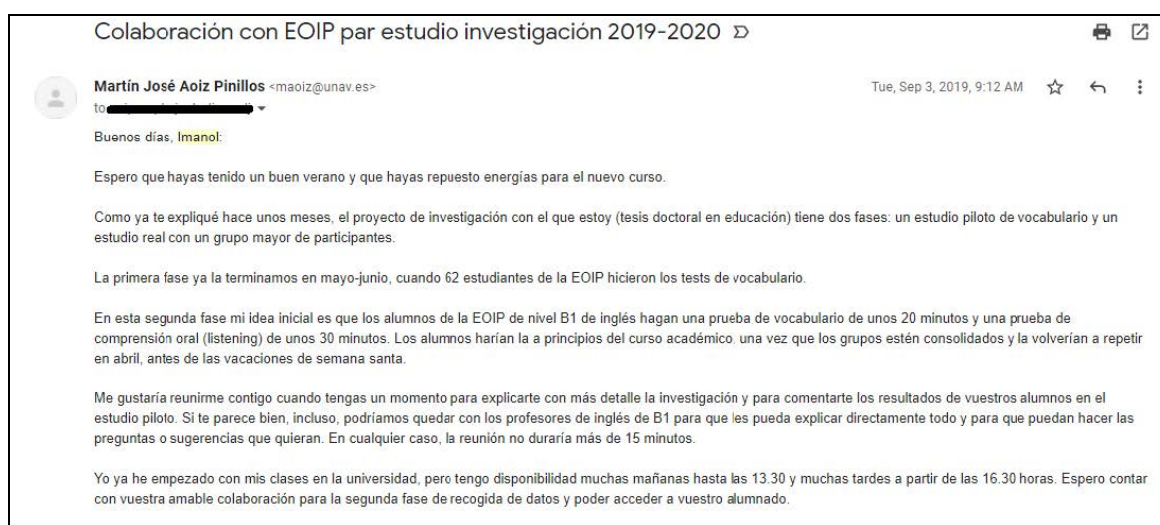 Colaboración con EOIP par estudio investigación 2019-2020
Martín José Aoiz Pinillos <maoiz@unav.es>
Tue, Sep 3, 2019, 9:12 AM
to
Buenos días, Imanol:
Espero que hayas tenido un buen verano y que hayas repuesto energías para el nuevo curso.
Como ya te expliqué hace unos meses, el proyecto de investigación con el que estoy (tesis doctoral en educación) tiene dos fases: un estudio piloto de vocabulario y un
estudio real con un grupo mayor de participantes.
La primera fase ya la terminamos en mayo-junio, cuando 62 estudiantes de la EOIP hicieron los tests de vocabulario.
En esta segunda fase mi idea inicial es que los alumnos de la EOIP de nivel B1 de inglés hagan una prueba de vocabulario de unos 20 minutos y una prueba de
comprensión oral (listening) de unos 30 minutos. Los alumnos harían la a principios del curso académico, una vez que los grupos estén consolidados y la volverían a repetir
en abril, antes de las vacaciones de semana santa.
Me gustaría reunirme contigo cuando tengas un momento para explicarte con más detalle la investigación y para comentarte los resultados de vuestros alumnos en el
estudio piloto. Si te parece bien, incluso, podríamos quedar con los profesores de inglés de B1 para que les pueda explicar directamente todo y para que puedan hacer las
preguntas o sugerencias que quieran. En cualquier caso, la reunión no duraría más de 15 minutos.
Yo ya he empezado con mis clases en la universidad, pero tengo disponibilidad muchas mañanas hasta las 13.30 y muchas tardes a partir de las 16.30 horas. Espero contar
con vuestra amable colaboración para la segunda fase de recogida de datos y poder acceder a vuestro alumnado.